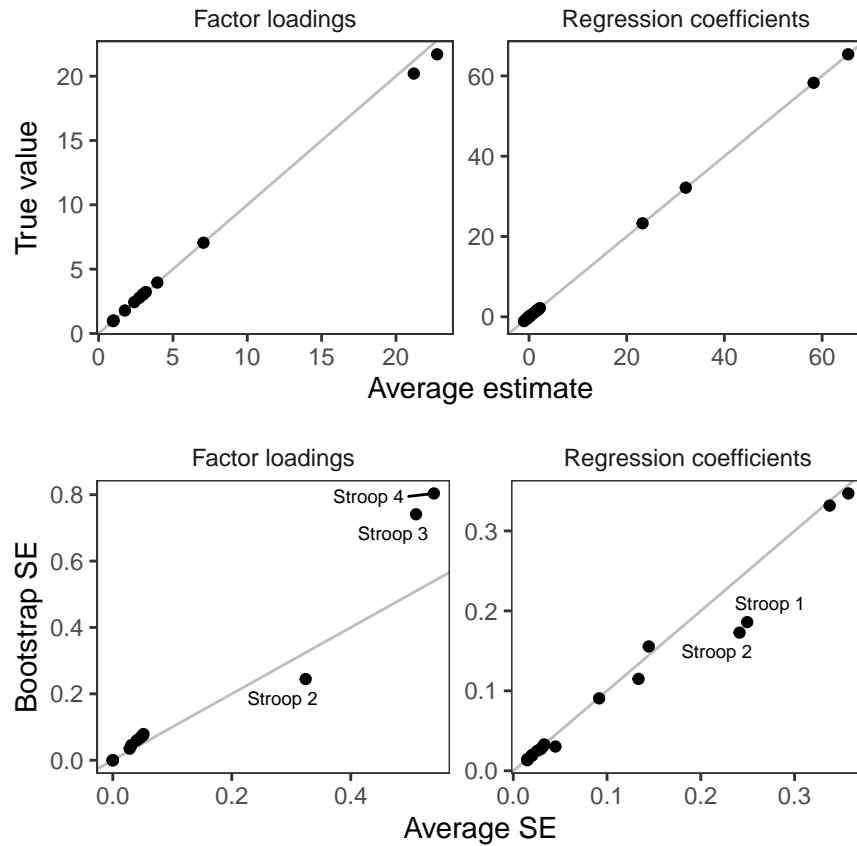 Factor loadings
Regression coefficients
True value
20
15
10
5
0
60
40
20
0
0
5
10
15
20
0
20
40
60
Average estimate
Factor loadings
Regression coefficients
Bootstrap SE
0.8
0.6
0.4
0.2
0.0
Stroop 4
Stroop 3
Stroop 2
0.3
0.2
0.1
0.0
Stroop 1
Stroop 2
0.0
0.2
0.4
0.0
0.1
0.2
0.3
Average SE